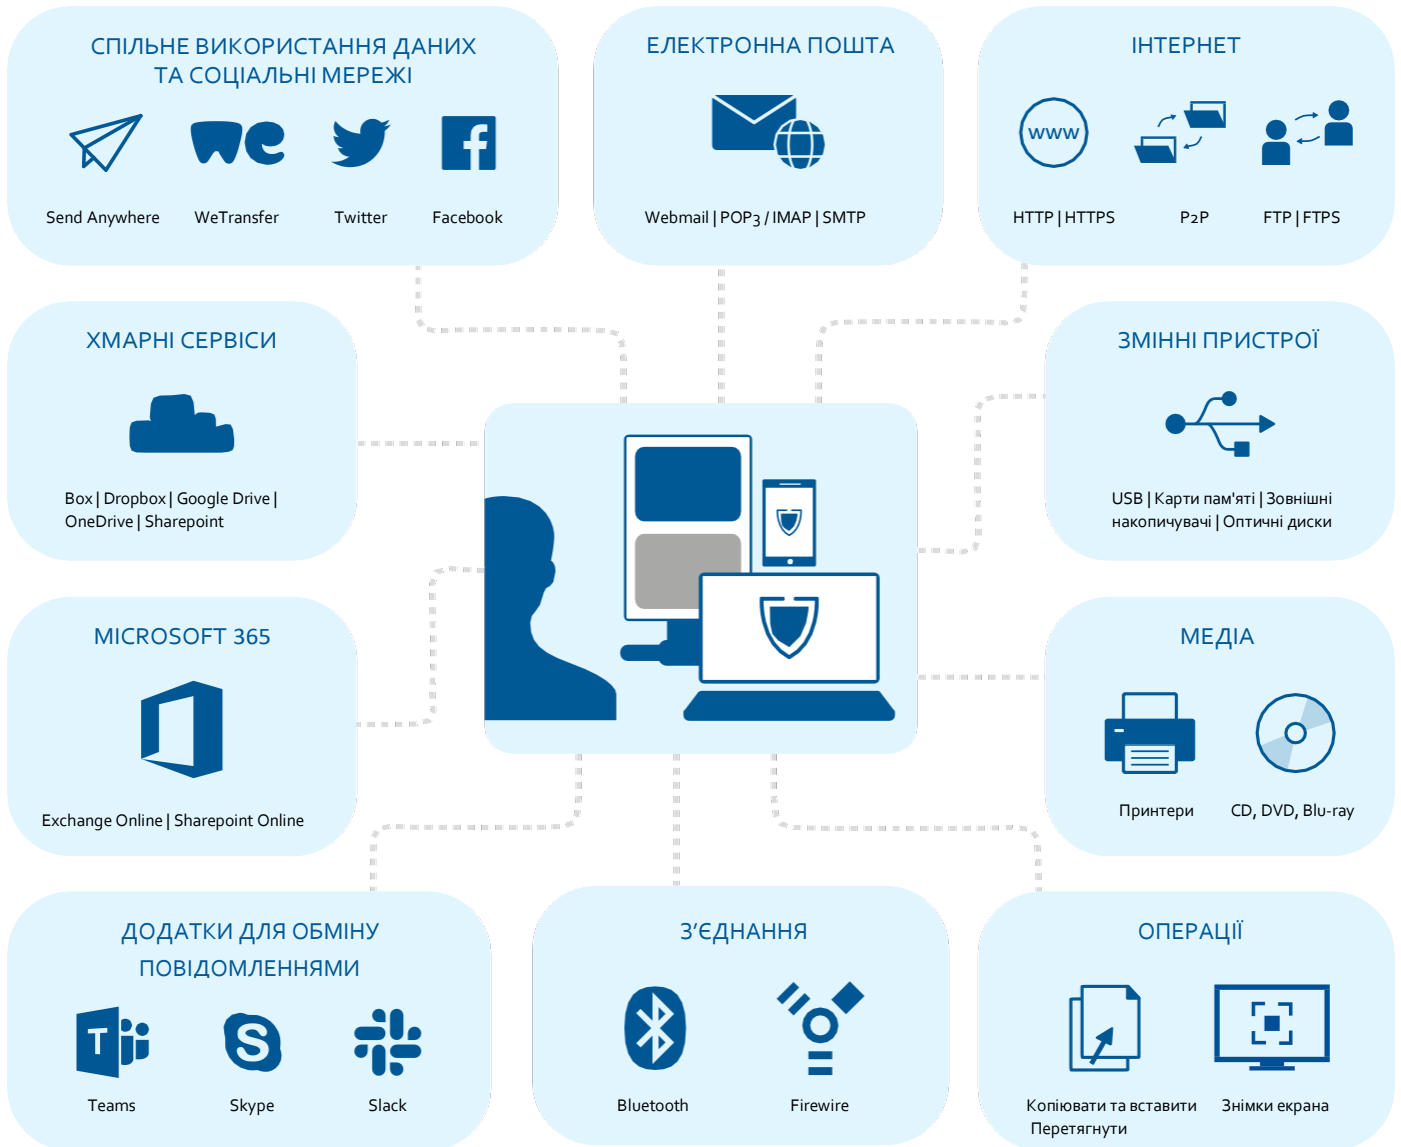 СПІЛЬНЕ ВИКОРИСТАННЯ ДАНИХ
ТА СОЦІАЛЬНІ МЕРЕЖІ
Send Anywhere
WeTransfer
Twitter
Facebook
ЕЛЕКТРОННА ПОШТА
Webmail | POP3 / IMAP | SMTP
ІНТЕРНЕТ
www
HTTP | HTTPS
P2P
FTP | FTPS
ХМАРНІ СЕРВІСИ
Box | Dropbox | Google Drive |
OneDrive | Sharepoint
ЗМІННІ ПРИСТРОЇ
USB | Карти пам'яті | Зовнішні
накопичувачі | Оптичні диски
MICROSOFT 365
Exchange Online | Sharepoint Online
МЕДІА
Принтери
CD, DVD, Blu-ray
ДОДАТКИ ДЛЯ ОБМІНУ
ПОВІДОМЛЕННЯМИ
T
S
Teams
Skype
Slack
З’ЄДНАННЯ
Bluetooth
Firewire
ОПЕРАЦІЇ
Копіювати та вставити
Перетягнути
Знімки екрана